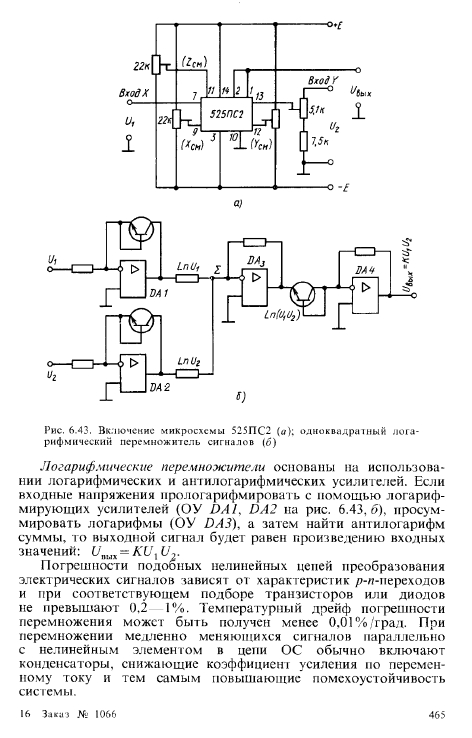 +E
22к
(Zсм)
Вход X
7
11
14
2
1
13
Вход Y
Uвых
U1
22к
525ПС2
5,1к
9
(Xсм)
3
10
12
(Yсм)
U2
7,5к
−E
а)
U1
DA1
Ln U1
Σ
DA3
Ln(U1U2)
DA4
Uвых=KU1U2
U2
DA2
Ln U2
б)
Рис. 6.43. Включение микросхемы 525ПС2 (а); одноквадратный лога-
рифмический перемножитель сигналов (б)
Логарифмические перемножители основаны на использова-
нии логарифмических и антилогарифмических усилителей. Если
входные напряжения прологарифмировать с помощью логариф-
мирующих усилителей (ОУ DA1, DA2 на рис. 6.43, б), просум-
мировать логарифмы (ОУ DA3), а затем найти антилогарифм
суммы, то выходной сигнал будет равен произведению входных
значений: Uвых=KU1U2.
Погрешности подобных нелинейных цепей преобразования
электрических сигналов зависят от характеристик p-n-переходов
и при соответствующем подборе транзисторов или диодов
не превышают 0,2—1%. Температурный дрейф погрешности
перемножения может быть получен менее 0,01%/град. При
перемножении медленно меняющихся сигналов параллельно
с нелинейным элементом в цепи ОС обычно включают
конденсаторы, снижающие коэффициент усиления по перемен-
ному току и тем самым повышающие помехоустойчивость
системы.
16 Заказ № 1066
465